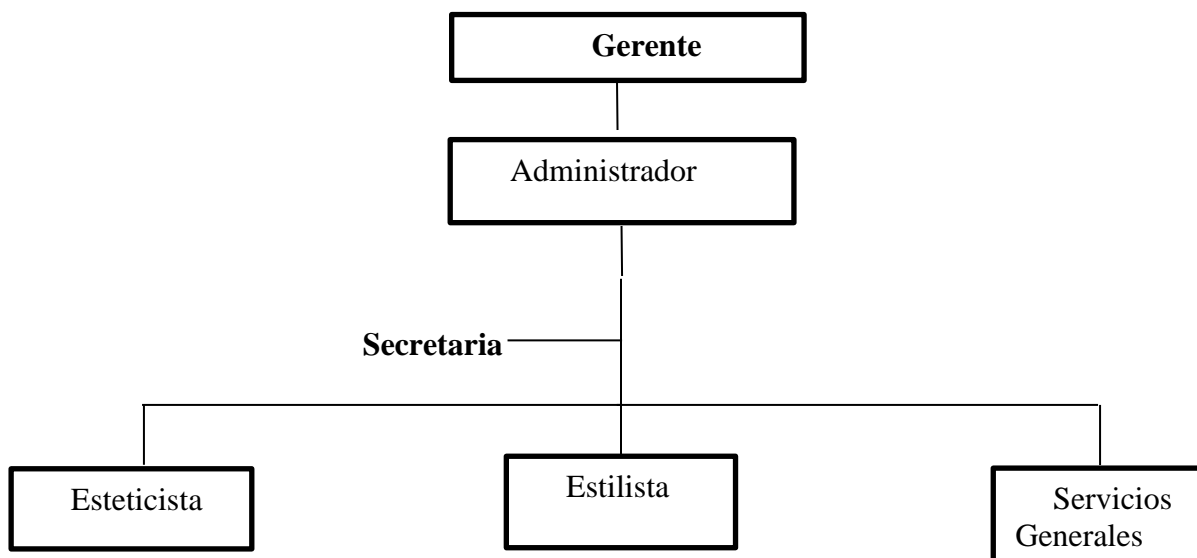 Gerente
Administrador
Secretaria
Esteticista
Estilista
Servicios
Generales